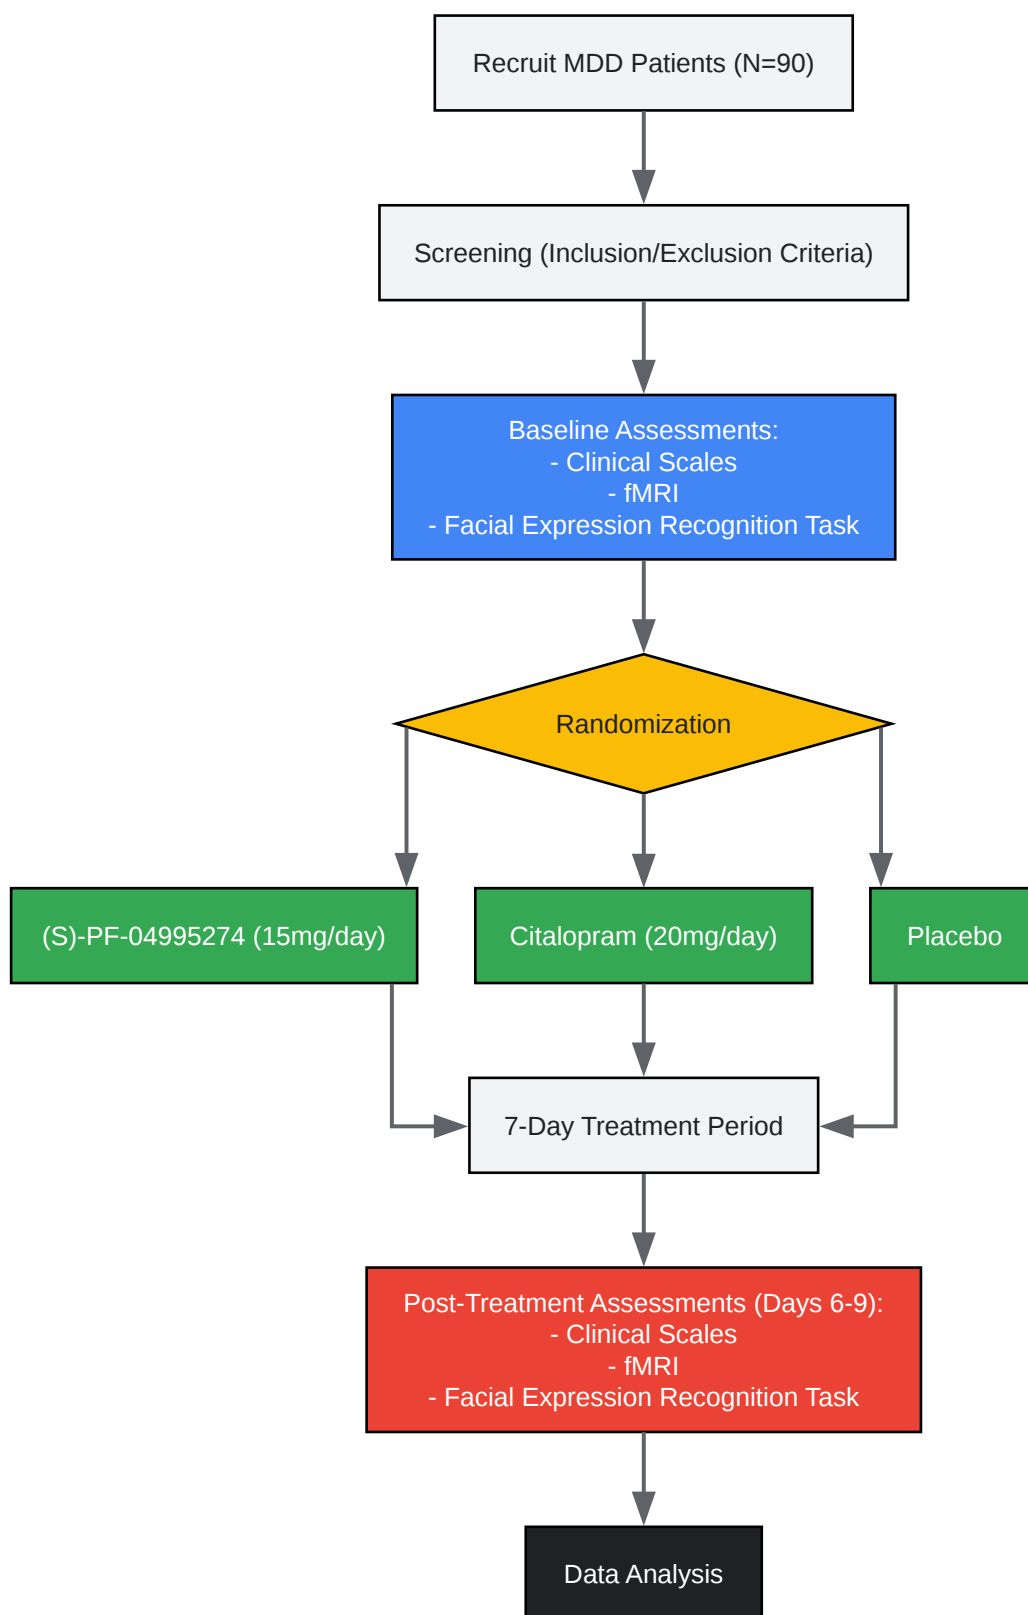 Recruit MDD Patients (N=90)
Screening (Inclusion/Exclusion Criteria)
Baseline Assessments:
- Clinical Scales
- fMRI
- Facial Expression Recognition Task
Randomization
(S)-PF-04995274 (15mg/day)
Citalopram (20mg/day)
Placebo
7-Day Treatment Period
Post-Treatment Assessments (Days 6-9):
- Clinical Scales
- fMRI
- Facial Expression Recognition Task
Data Analysis